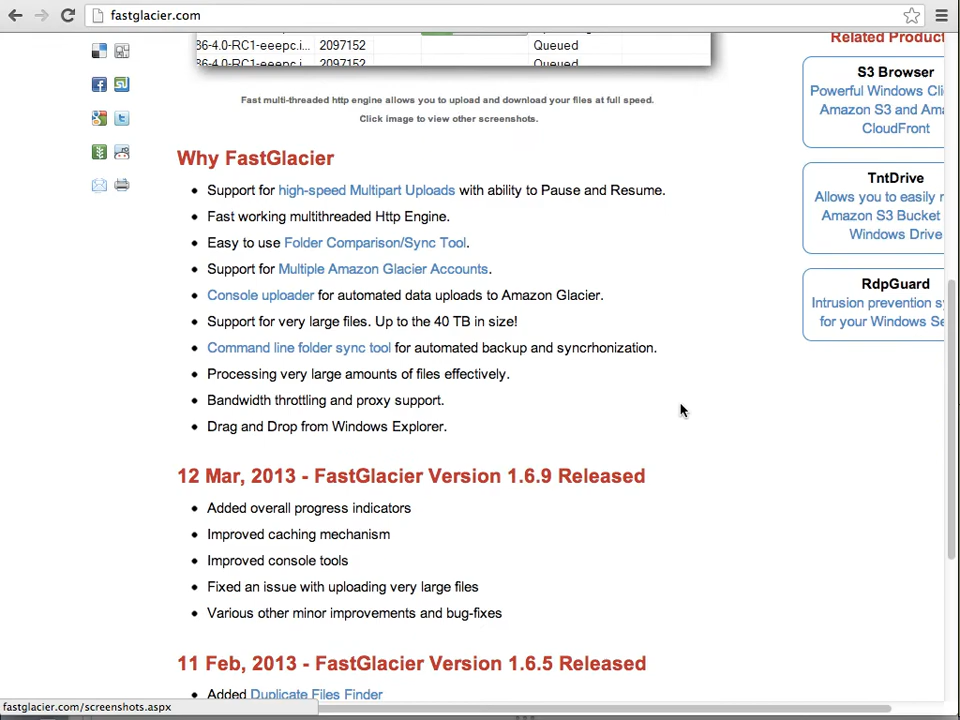 fastglacier.com
Related Product
36-4.0-RC1-eeepc.i... 2097152 Queued
36-4.0-RC1-eeepc.i... 2097152 Queued
Fast multi-threaded http engine allows you to upload and download your files at full speed.
Click image to view other screenshots.
S3 Browser
Powerful Windows Cli
Amazon S3 and Ama
CloudFront
TntDrive
Allows you to easily
Amazon S3 Bucket
Windows Drive
RdpGuard
Intrusion prevention sy
for your Windows Se
Why FastGlacier
Support for high-speed Multipart Uploads with ability to Pause and Resume.
Fast working multithreaded Http Engine.
Easy to use Folder Comparison/Sync Tool.
Support for Multiple Amazon Glacier Accounts.
Console uploader for automated data uploads to Amazon Glacier.
Support for very large files. Up to the 40 TB in size!
Command line folder sync tool for automated backup and syncrhonization.
Processing very large amounts of files effectively.
Bandwidth throttling and proxy support.
Drag and Drop from Windows Explorer.
12 Mar, 2013 - FastGlacier Version 1.6.9 Released
Added overall progress indicators
Improved caching mechanism
Improved console tools
Fixed an issue with uploading very large files
Various other minor improvements and bug-fixes
11 Feb, 2013 - FastGlacier Version 1.6.5 Released
Added Duplicate Files Finder
fastglacier.com/screenshots.aspx